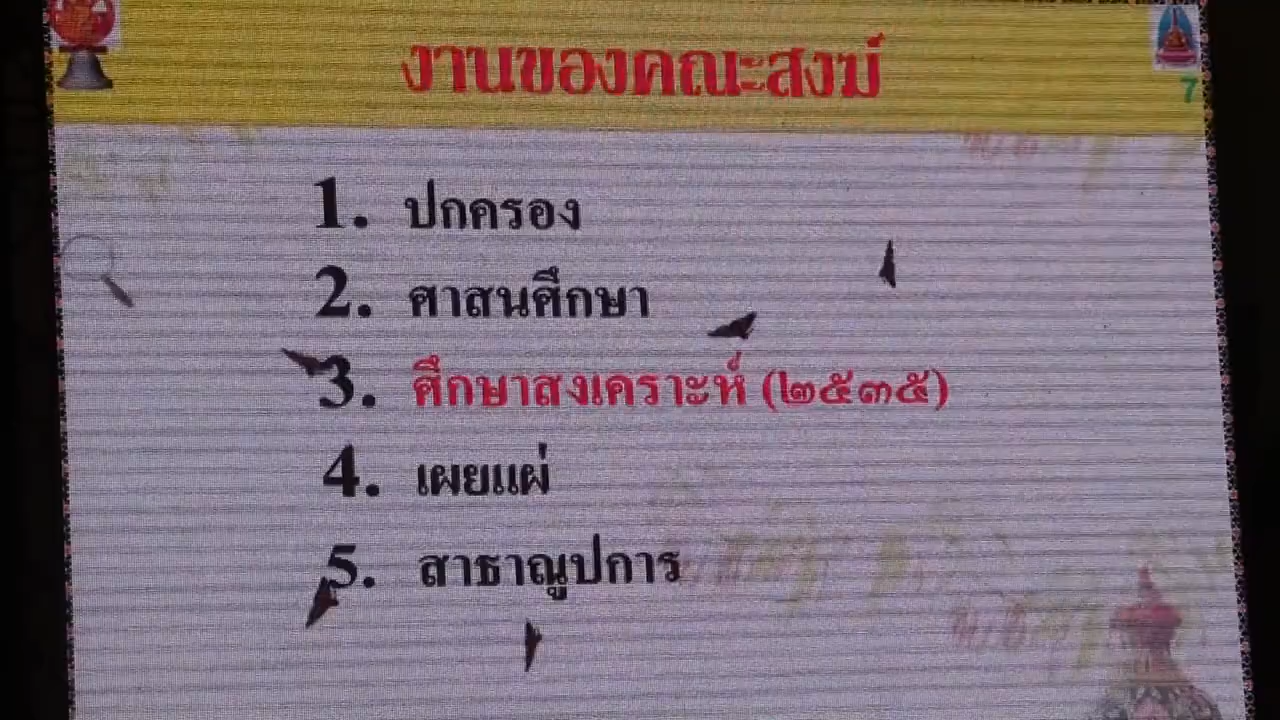 งานของคณะสงฆ์
7
1. ปกครอง
2. ศาสนศึกษา
3. ศึกษาสงเคราะห์ (๒๕๓๕)
4. เผยแผ่
5. สาธาณูปการ